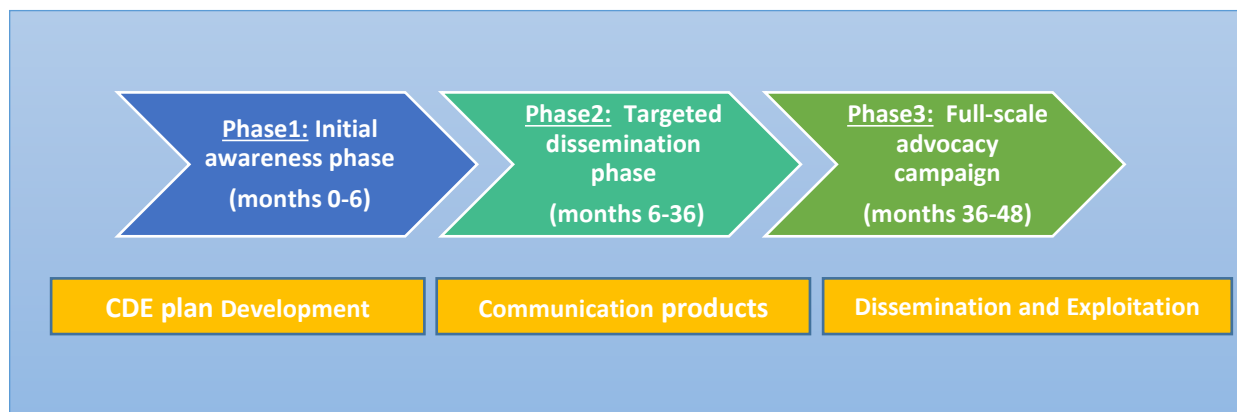 Phase1: Initial
awareness phase
(months 0-6)
Phase2: Targeted
dissemination
phase
(months 6-36)
Phase3: Full-scale
advocacy
campaign
(months 36-48)
CDE plan Development
Communication products
Dissemination and Exploitation